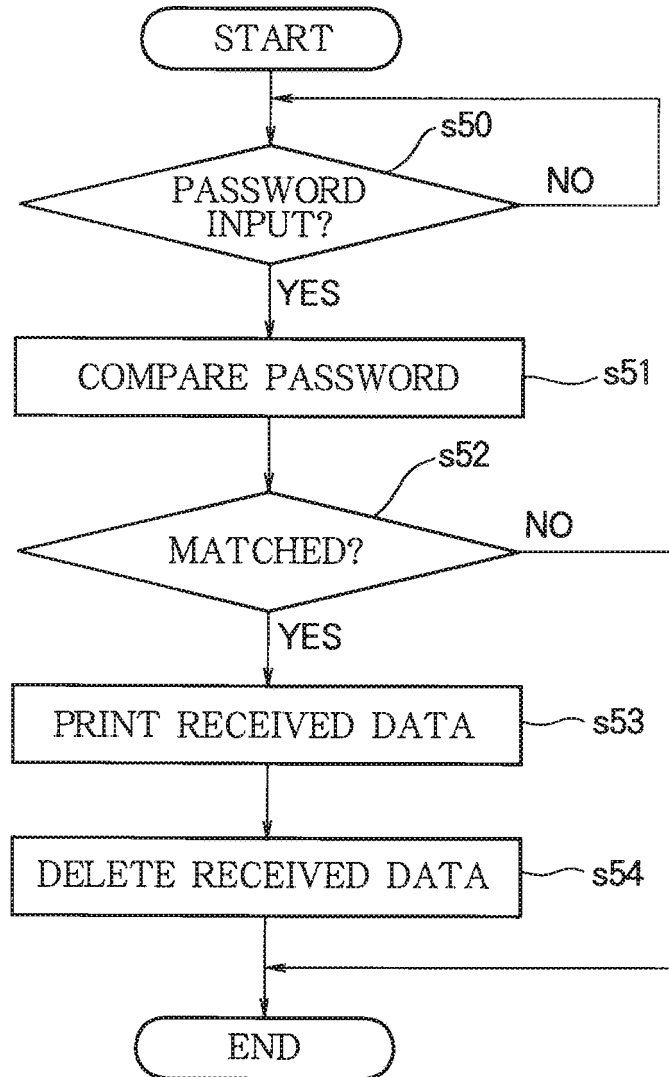 START
s50
PASSWORD
INPUT?
NO
YES
COMPARE PASSWORD
s51
s52
MATCHED?
NO
YES
PRINT RECEIVED DATA
s53
DELETE RECEIVED DATA
s54
END